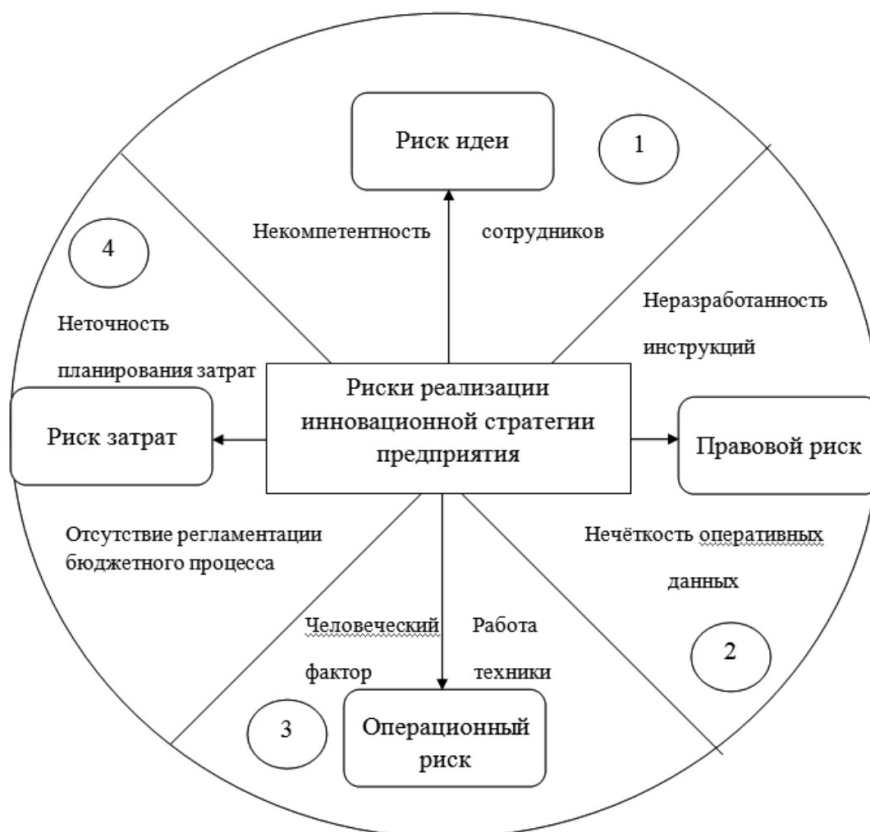 Риск идеи
1
Некомпетентность сотрудников
4
Неточность
планирования затрат
Риск затрат
Отсутствие регламентации
бюджетного процесса
Риски реализации
инновационной стратегии
предприятия
Неразработанность
инструкций
Правовой риск
Нечёткость оперативных
данных
2
Человеческий
фактор
Работа
техники
3
Операционный
риск